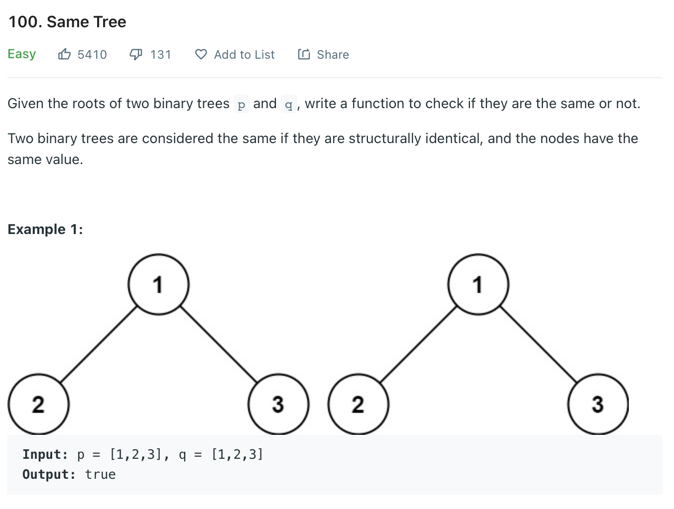 100. Same Tree
Easy 5410 131 Add to List Share
Given the roots of two binary trees p and q, write a function to check if they are the same or not.
Two binary trees are considered the same if they are structurally identical, and the nodes have the
same value.
Example 1:
1 1
2 3 2 3
Input: p = [1,2,3], q = [1,2,3]
Output: true